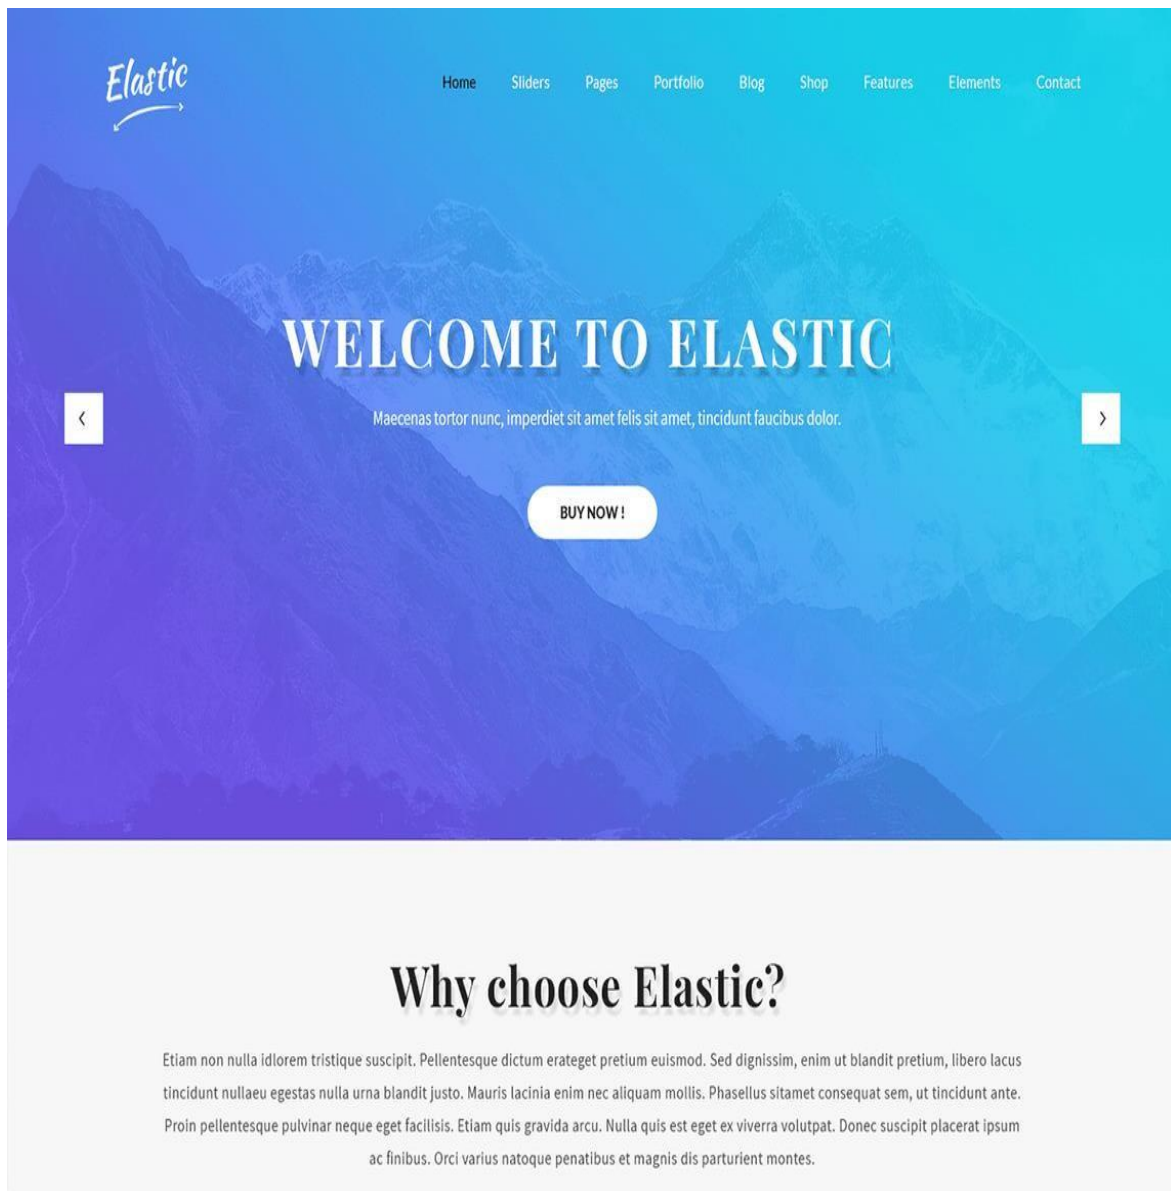 Elastic
Home Sliders Pages Portfolio Blog Shop Features Elements Contact
WELCOME TO ELASTIC
Maecenas tortor nunc, imperdiet sit amet felis sit amet, tincidunt faucibus dolor.
BUY NOW !
Why choose Elastic?
Etiam non nulla idlorem tristique suscipit. Pellentesque dictum erateget pretium euismod. Sed dignissim, enim ut blandit pretium, libero lacus
tincidunt nullaeu egestas nulla urna blandit justo. Mauris lacinia enim nec aliquam mollis. Phasellus sitamet consequat sem, ut tincidunt ante.
Proin pellentesque pulvinar neque eget facilisis. Etiam quis gravida arcu. Nulla quis est eget ex viverra volutpat. Donec suscipit placerat ipsum
ac finibus. Orci varius natoque penatibus et magnis dis parturient montes.